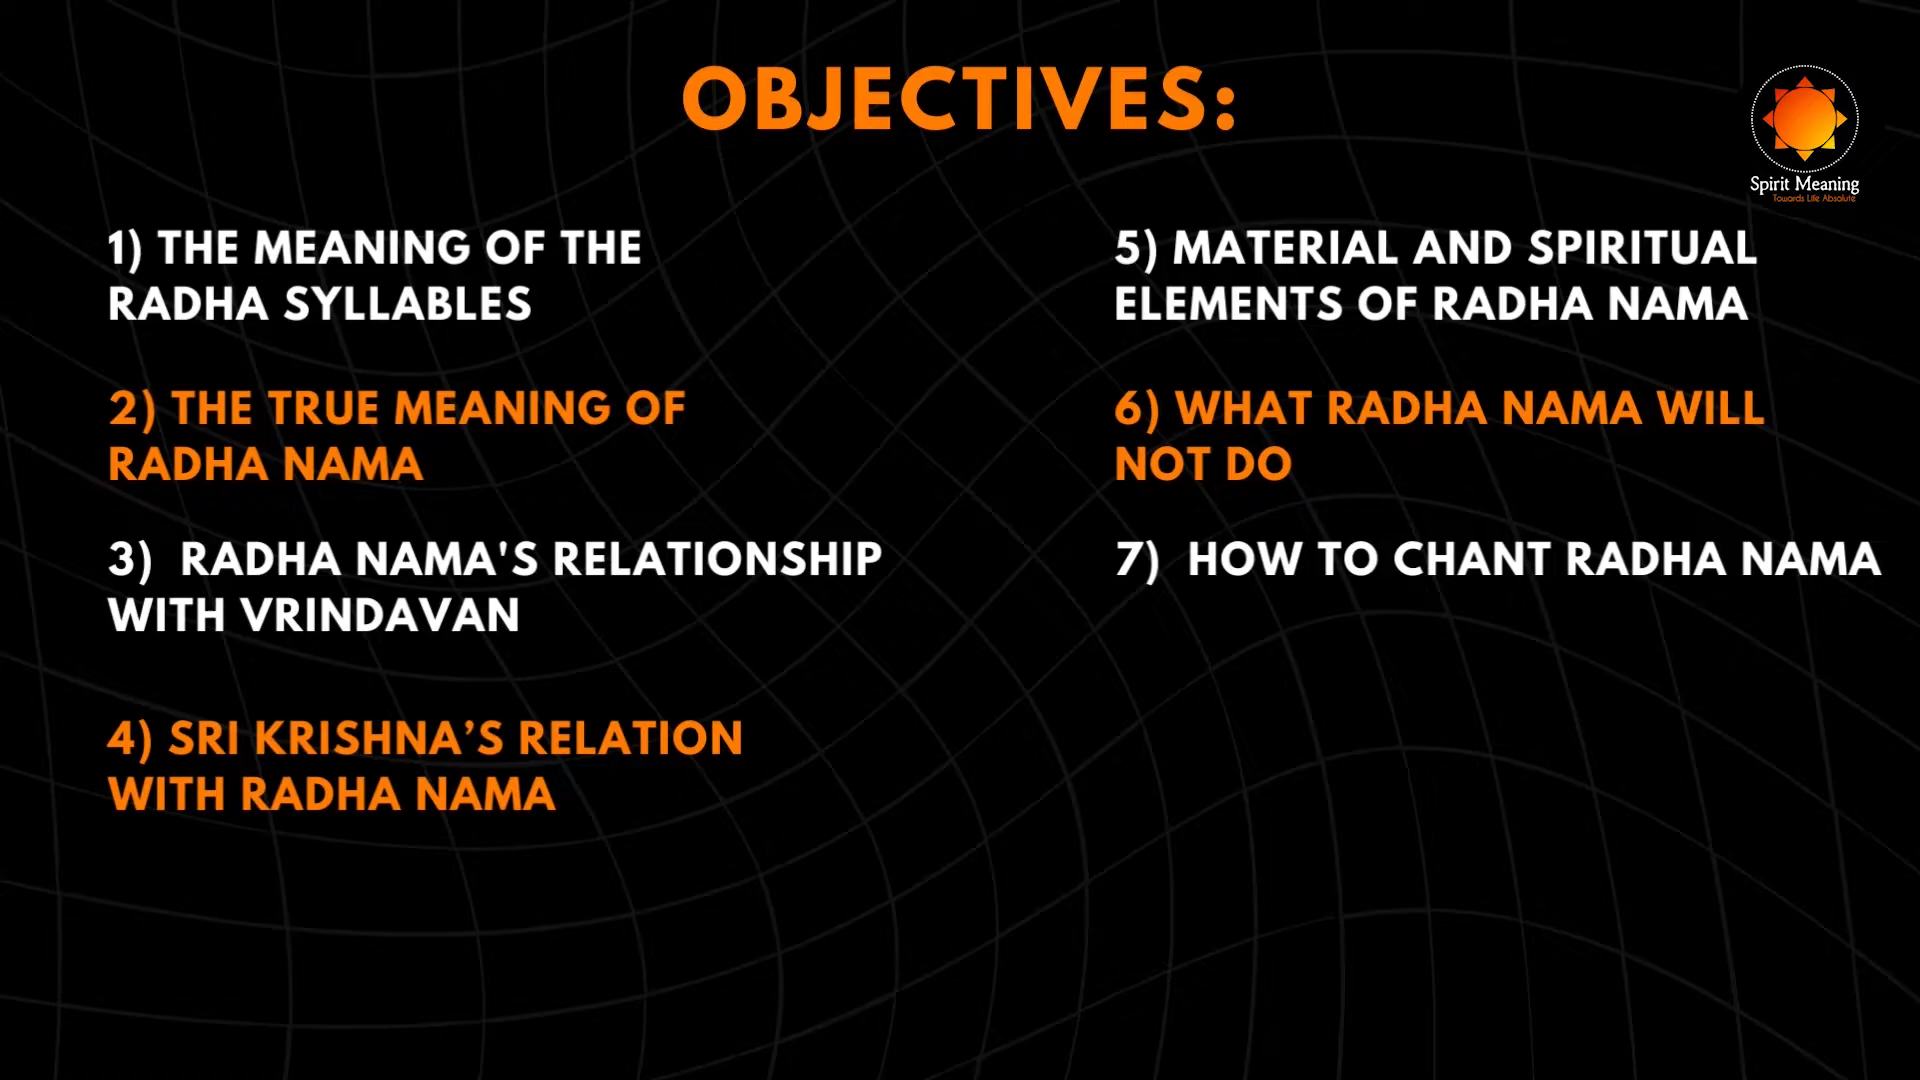 OBJECTIVES:
Spirit Meaning
Towards Life Absolute
1) THE MEANING OF THE
RADHA SYLLABLES
2) THE TRUE MEANING OF
RADHA NAMA
3) RADHA NAMA'S RELATIONSHIP
WITH VRINDAVAN
4) SRI KRISHNA’S RELATION
WITH RADHA NAMA
5) MATERIAL AND SPIRITUAL
ELEMENTS OF RADHA NAMA
6) WHAT RADHA NAMA WILL
NOT DO
7) HOW TO CHANT RADHA NAMA